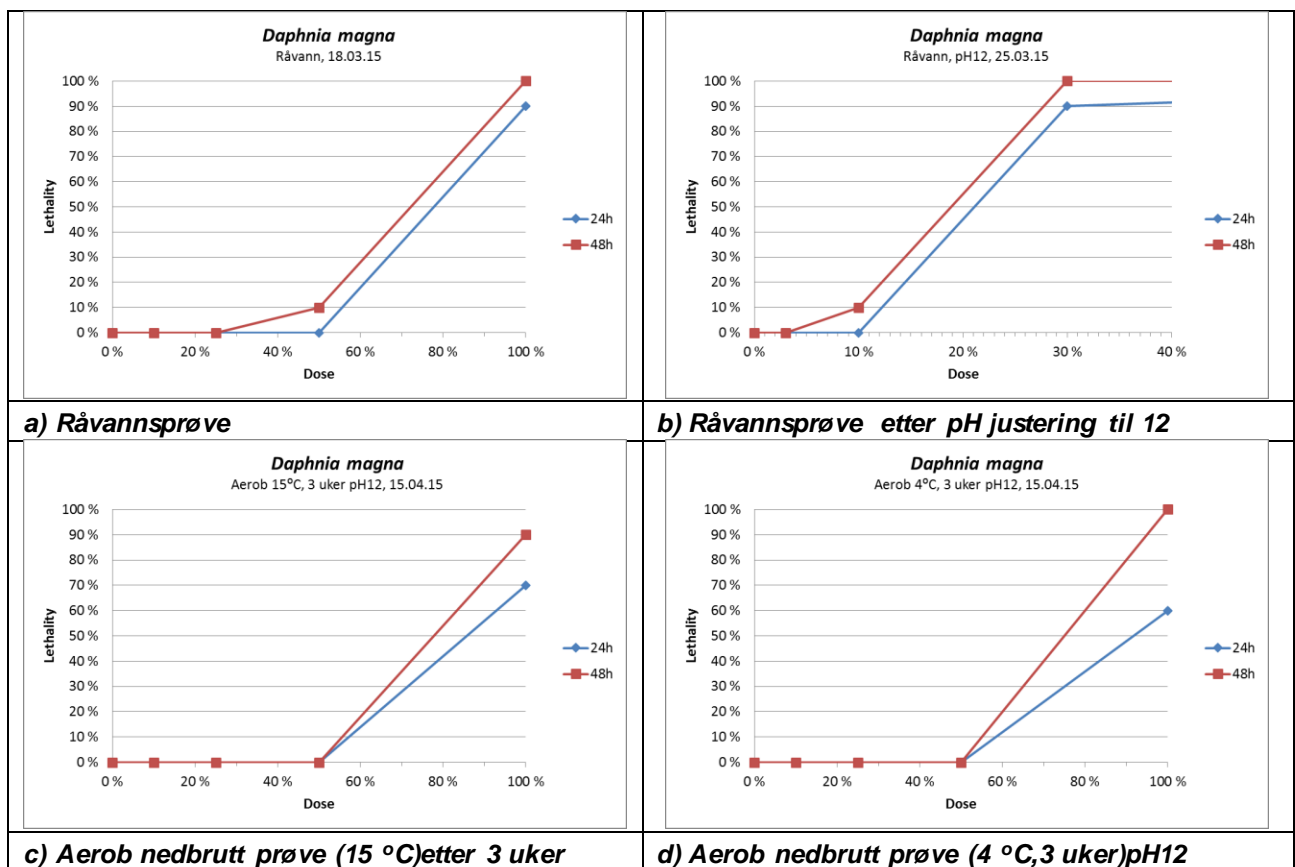 Daphnia magna
Råvann, 18.03.15
100 %
90 %
80 %
70 %
60 %
50 %
40 %
30 %
20 %
10 %
0 %
Lethality
0 %
20 %
40 %
60 %
80 %
100 %
Dose
24h
48h
a) Råvannsprøve
Daphnia magna
Råvann, pH12, 25.03.15
100 %
90 %
80 %
70 %
60 %
50 %
40 %
30 %
20 %
10 %
0 %
Lethality
0 %
10 %
20 %
30 %
40 %
Dose
24h
48h
b) Råvannsprøve etter pH justering til 12
Daphnia magna
Aerob 15ºC, 3 uker pH12, 15.04.15
100 %
90 %
80 %
70 %
60 %
50 %
40 %
30 %
20 %
10 %
0 %
Lethality
0 %
20 %
40 %
60 %
80 %
100 %
Dose
24h
48h
c) Aerob nedbrutt prøve (15 ºC)etter 3 uker
Daphnia magna
Aerob 4ºC, 3 uker pH12, 15.04.15
100 %
90 %
80 %
70 %
60 %
50 %
40 %
30 %
20 %
10 %
0 %
Lethality
0 %
20 %
40 %
60 %
80 %
100 %
Dose
24h
48h
d) Aerob nedbrutt prøve (4 ºC,3 uker)pH12